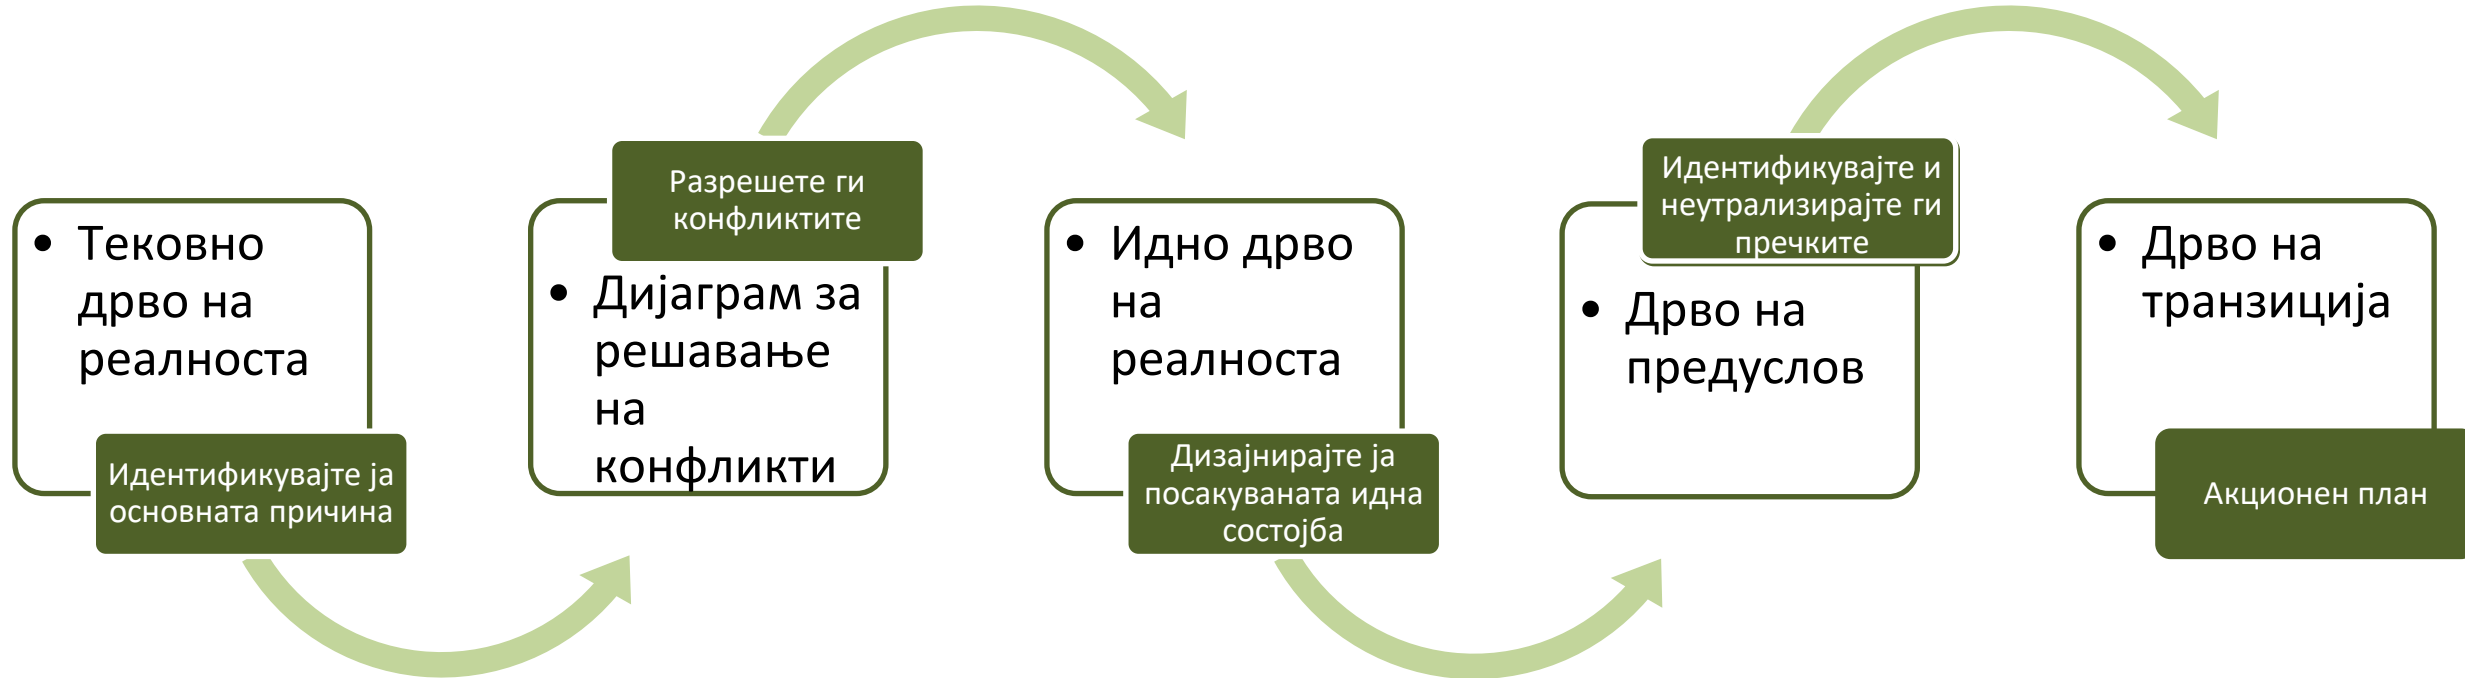 • Тековно
дрво на
реалноста
Идентификувајте ја
основната причина
Разрешете ги
конфликтите
• Дијаграм за
решавање
на
конфликти
• Идно дрво
на
реалноста
Дизајнирајте ја
посакуваната идна
состојба
Идентификувајте и
неутрализирајте ги
пречките
• Дрво на
предуслов
• Дрво на
транзиција
Акционен план